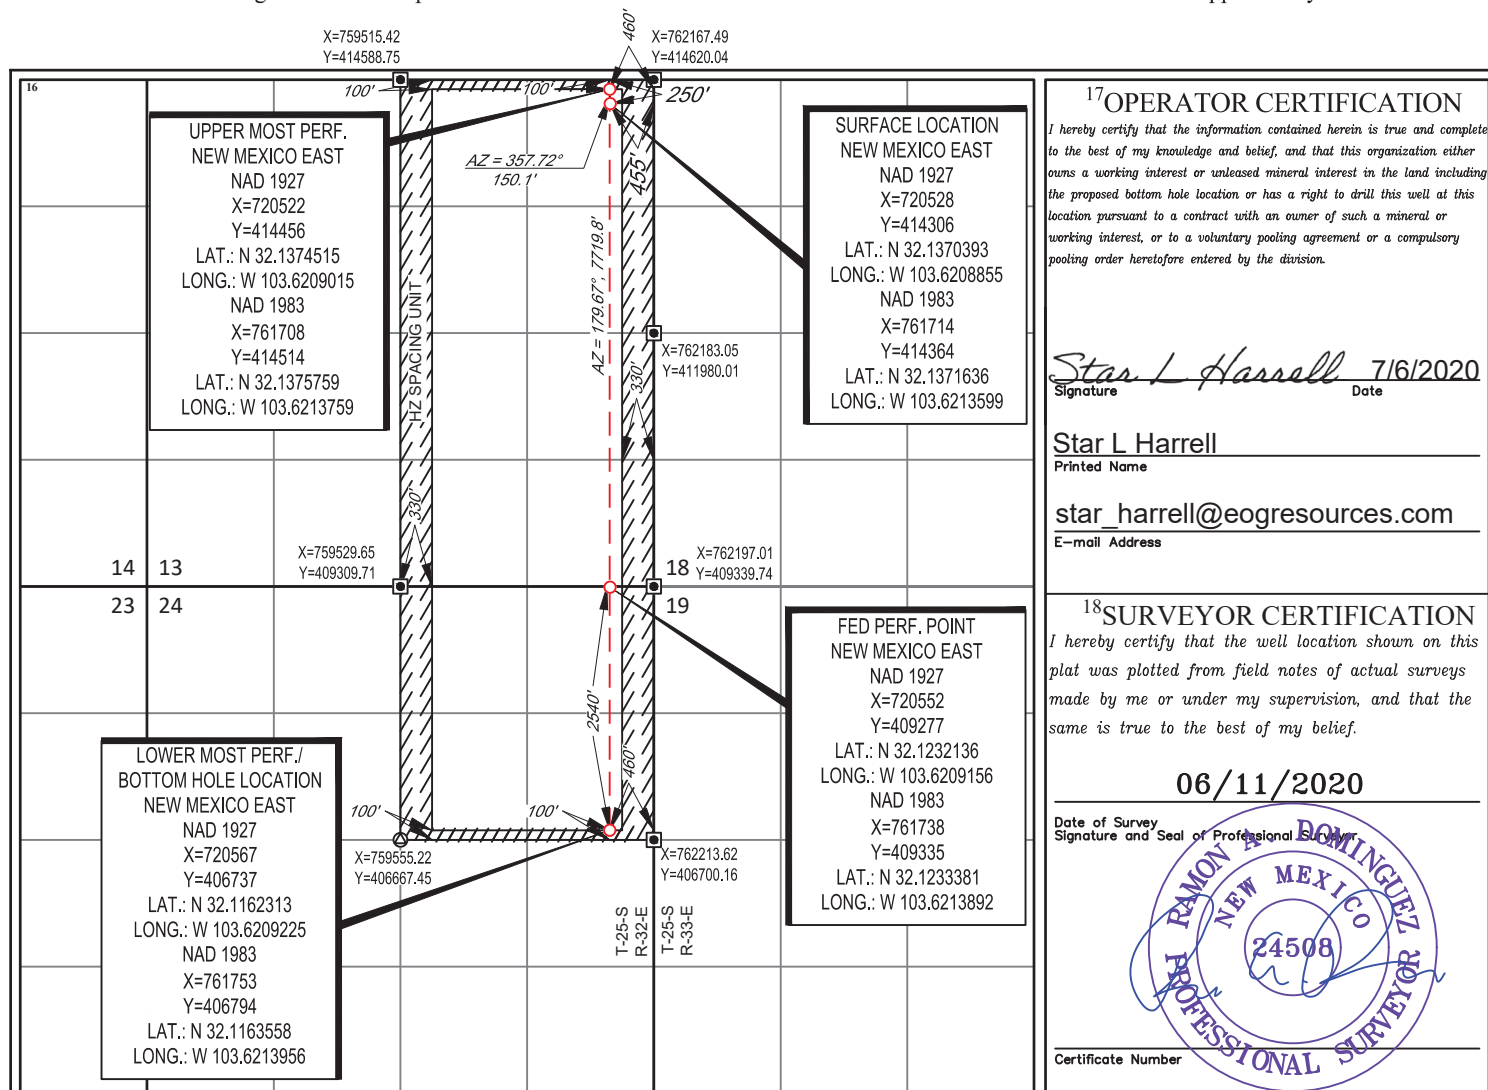 X=759515.42
Y=414588.75
460'
X=762167.49
Y=414620.04
16
100'
100'
250'
UPPER MOST PERF.
NEW MEXICO EAST
NAD 1927
X=720522
Y=414456
LAT.: N 32.1374515
LONG.: W 103.6209015
NAD 1983
X=761708
Y=414514
LAT.: N 32.1375759
LONG.: W 103.6213759
AZ = 357.72°
150.1'
455'
SURFACE LOCATION
NEW MEXICO EAST
NAD 1927
X=720528
Y=414306
LAT.: N 32.1370393
LONG.: W 103.6208855
NAD 1983
X=761714
Y=414364
LAT.: N 32.1371636
LONG.: W 103.6213599
HZ SPACING UNIT
AZ = 179.67°, 7719.8'
330'
X=762183.05
Y=411980.01
330'
X=759529.65
Y=409309.71
14 13
23 24
18
19
X=762197.01
Y=409339.74
FED PERF. POINT
NEW MEXICO EAST
NAD 1927
X=720552
Y=409277
LAT.: N 32.1232136
LONG.: W 103.6209156
NAD 1983
X=761738
Y=409335
LAT.: N 32.1233381
LONG.: W 103.6213892
2540'
460'
LOWER MOST PERF./
BOTTOM HOLE LOCATION
NEW MEXICO EAST
NAD 1927
X=720567
Y=406737
LAT.: N 32.1162313
LONG.: W 103.6209225
NAD 1983
X=761753
Y=406794
LAT.: N 32.1163558
LONG.: W 103.6213956
100'
100'
X=759555.22
Y=406667.45
X=762213.62
Y=406700.16
T-25-S
R-32-E
T-25-S
R-33-E
17OPERATOR CERTIFICATION
I hereby certify that the information contained herein is true and complete
to the best of my knowledge and belief, and that this organization either
owns a working interest or unleased mineral interest in the land including
the proposed bottom hole location or has a right to drill this well at this
location pursuant to a contract with an owner of such a mineral or
working interest, or to a voluntary pooling agreement or a compulsory
pooling order heretofore entered by the division.
Star L Harrell 7/6/2020
Signature Date
Star L Harrell
Printed Name
star_harrell@eogresources.com
E-mail Address
18SURVEYOR CERTIFICATION
I hereby certify that the well location shown on this
plat was plotted from field notes of actual surveys
made by me or under my supervision, and that the
same is true to the best of my belief.
06/11/2020
Date of Survey
Signature and Seal of Professional Surveyor
RAMON A. DOMINGUEZ
NEW MEXICO
24508
PROFESSIONAL SURVEYOR
Certificate Number